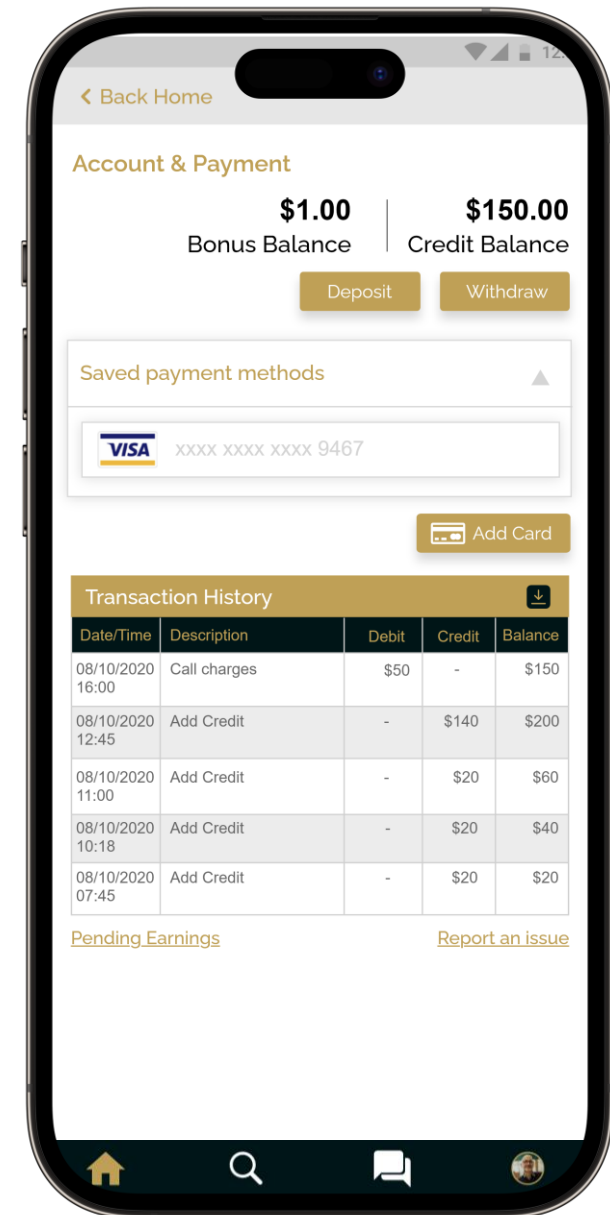 12:
Back Home
Account & Payment
$1.00 $150.00
Bonus Balance Credit Balance
Deposit Withdraw
Saved payment methods
VISA xxxx xxxx xxxx 9467
Add Card
Transaction History
Date/Time Description Debit Credit Balance
08/10/2020 Call charges $50 - $150
16:00
08/10/2020 Add Credit - $140 $200
12:45
08/10/2020 Add Credit - $20 $60
11:00
08/10/2020 Add Credit - $20 $40
10:18
08/10/2020 Add Credit - $20 $20
07:45
Pending Earnings Report an issue